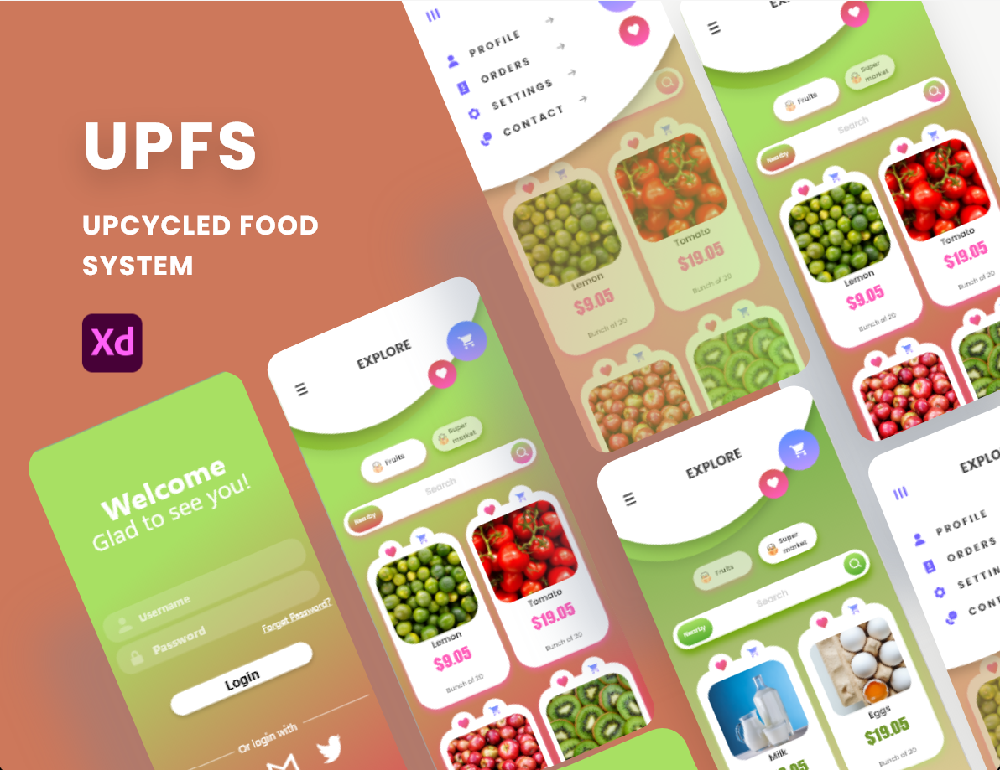 UPFS
UPCYCLED FOOD
SYSTEM
Xd
Welcome
Glad to see you!
Username
Password
Forget Password?
Login
Or login with
EXPLORE
Fruits
Super
market
Search
Nearby
Lemon
$9.05
Bunch of 20
Tomato
$19.05
Bunch of 20
PROFILE
ORDERS
SETTINGS
CONTACT
Lemon
$9.05
Bunch of 20
Tomato
$19.05
Bunch of 20
Fruits
Super
market
Search
Nearby
Lemon
$9.05
Bunch of 20
Tomato
$19.05
Bunch of 20
EXPLORE
Fruits
Super
market
Search
Nearby
Milk
Eggs
$19.05
Bunch of 20
EXPLO
PROFILE
ORDERS
SETTIN
CONT